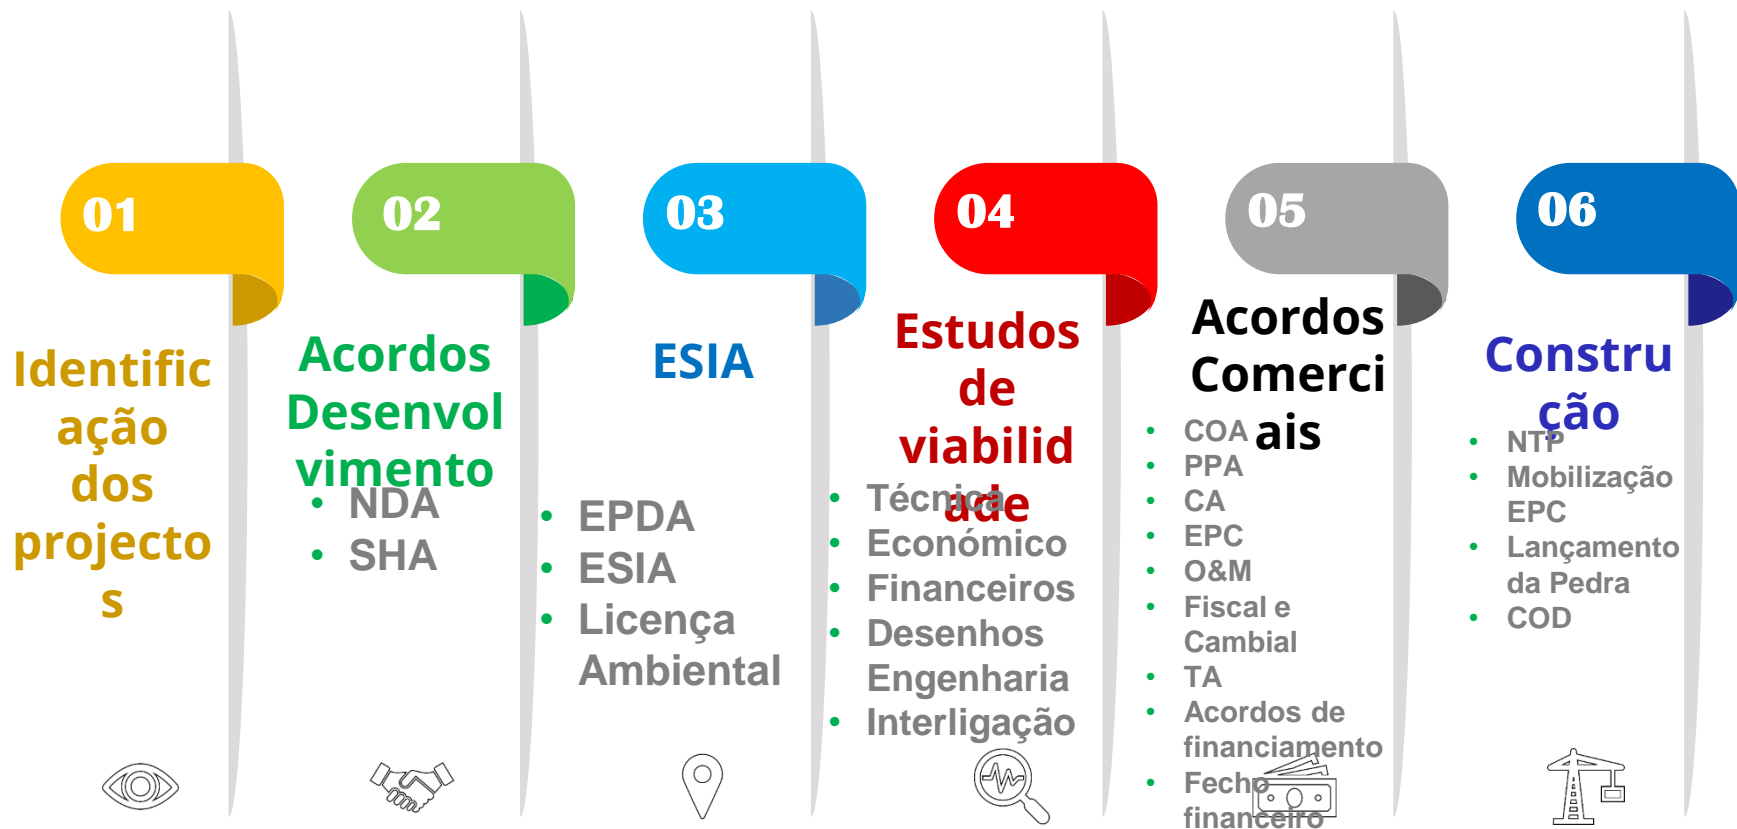 01
Identific
ação
dos
projecto
s
02
Acordos
Desenvol
vimento
• NDA
• SHA
03
ESIA
• EPDA
• ESIA
• Licença
Ambiental
04
Estudos
de
viabilid
ade
• Técnica
• Económico
• Financeiros
• Desenhos
Engenharia
• Interligação
05
Acordos
Comerci
ais
• COA
• PPA
• CA
• EPC
• O&M
• Fiscal e
Cambial
• TA
• Acordos de
financiamento
• Fecho
financeiro
06
Constru
ção
• NTP
• Mobilização
EPC
• Lançamento
da Pedra
• COD